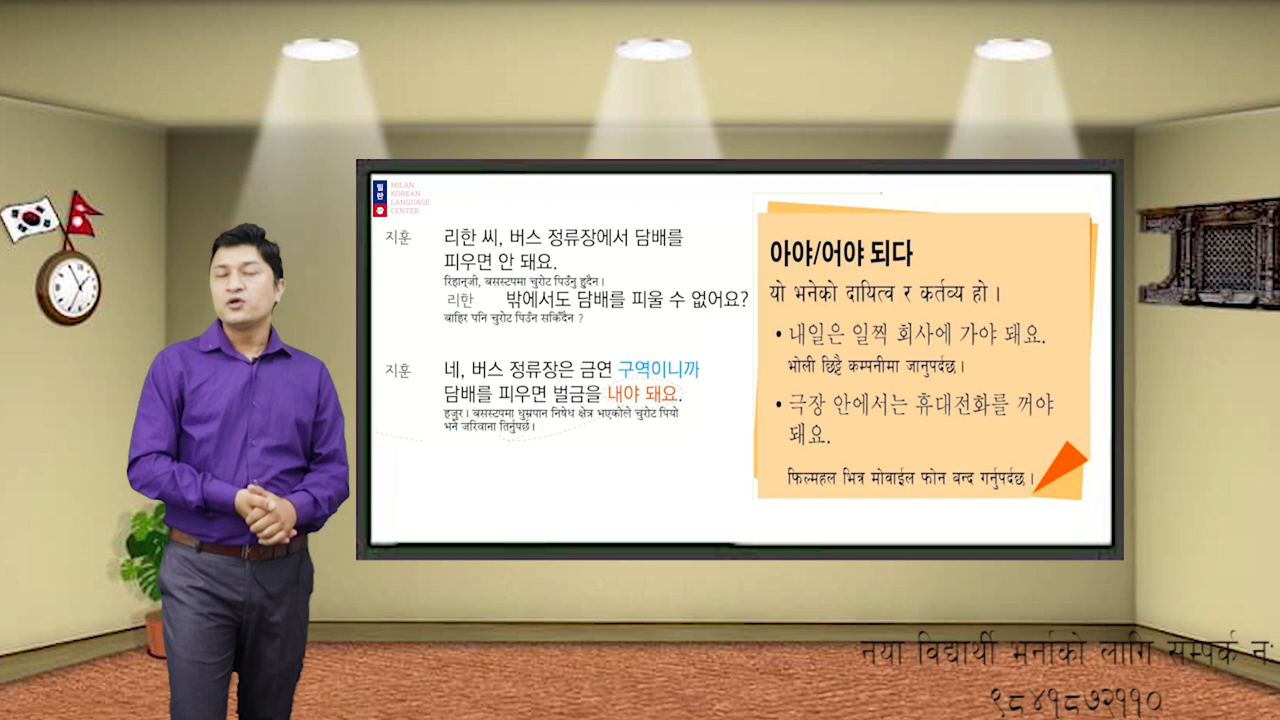 밀란
MILAN
KOREAN
LANGUAGE
CENTER
지훈 리한 씨, 버스 정류장에서 담배를
피우면 안 돼요.
रिहानजी, बसस्टपमा चुरोट पिउँनु हुदैन।
리한 밖에서도 담배를 피울 수 없어요?
बाहिर पनि चुरोट पिउँन सकिँदैन ?
지훈 네, 버스 정류장은 금연 구역이니까
담배를 피우면 벌금을 내야 돼요.
हजुर। बसस्टपमा धुम्रपान निषेध क्षेत्र भएकोले चुरोट पियो
भने जरिवाना तिर्नुपर्छ।
아야/어야 되다
यो भनेको दायित्व र कर्तव्य हो ।
• 내일은 일찍 회사에 가야 돼요.
भोली छिट्टै कम्पनीमा जानुपर्दछ।
• 극장 안에서는 휴대전화를 꺼야
돼요.
फिल्महल भित्र मोवाईल फोन बन्द गर्नुपर्दछ।
नया विद्यार्थी भर्नाको लागि सम्पर्क न:
९८४१८७२११०